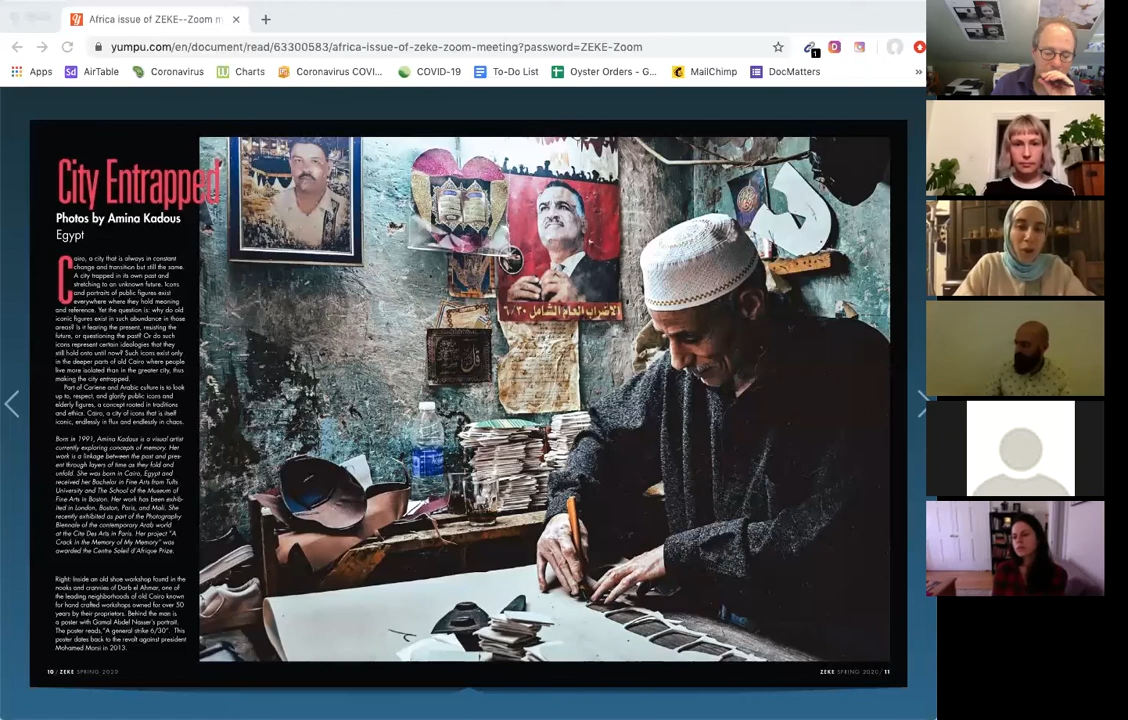 Africa issue of ZEKE--Zoom m
yumpu.com/en/document/read/63300583/africa-issue-of-zeke-zoom-meeting?password=ZEKE-Zoom
Apps AirTable Coronavirus Charts Coronavirus COVI... COVID-19 To-Do List Oyster Orders - G... MailChimp DocMatters »
City Entrapped
Photos by Amina Kadous
Egypt
Cairo, a city that is always in constant
change and transition but still the same.
A city trapped in its own past and
stretching to an unknown future. Icons
and portraits of public figures exist
everywhere where they hold meaning
and reference. Yet the question is: why do old
iconic figures exist in such abundance in those
areas? Is it fearing the present, resisting the
future, or questioning the past? Or do such
icons represent certain ideologies that they
still hold onto until now? Such icons exist only
in the deeper parts of old Cairo where people
live more isolated than in the greater city, thus
making the city entrapped.
Part of Cariene and Arabic culture is to look
up to, respect, and glorify public icons and
elderly figures, a concept rooted in traditions
and ethics. Cairo, a city of icons that is itself
iconic, endlessly in flux and endlessly in chaos.
Born in 1991, Amina Kadous is a visual artist
currently exploring concepts of memory. Her
work is a linkage between the past and pres-
ent through layers of time as they fold and
unfold. She was born in Cairo, Egypt and
received her Bachelor in Fine Arts from Tufts
University and The School of the Museum of
Fine Arts in Boston. Her work has been exhib-
ited in London, Boston, Paris, and Mali. She
recently exhibited as part of the Photography
Biennale of the contemporary Arab world
at the Cite Des Arts in Paris. Her project "A
Crack in the Memory of My Memory" was
awarded the Centre Soleil d'Afrique Prize.
Right: Inside an old shoe workshop found in the
nooks and crannies of Darb el Ahmar, one of
the leading neighborhoods of old Cairo known
for hand crafted workshops owned for over 50
years by their proprietors. Behind the man is
a poster with Gamal Abdel Nasser's portrait.
The poster reads,"A general strike 6/30". This
poster dates back to the revolt against president
Mohamed Morsi in 2013.
الاضراب العام الشامل ٦/٣٠
10/ ZEKE SPRING 2020
ZEKE SPRING 2020/ 11